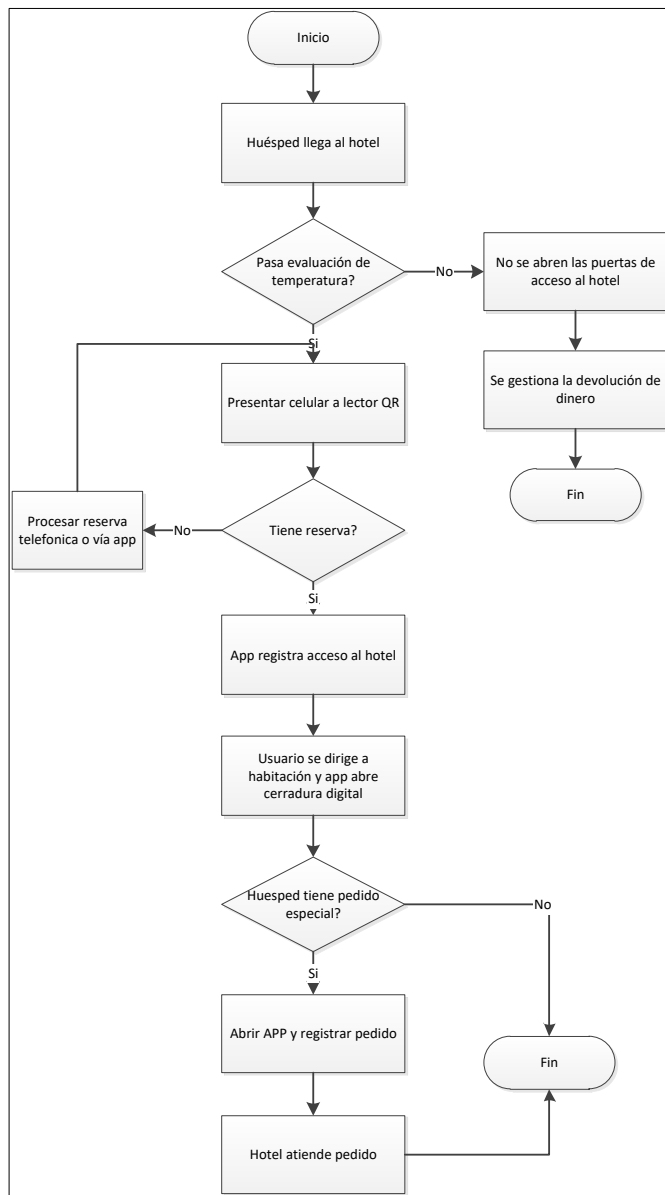 Inicio
Huésped llega al hotel
Pasa evaluación de
temperatura?
No
No se abren las puertas de
acceso al hotel
Si
Se gestiona la devolución de
dinero
Presentar celular a lector QR
Fin
Procesar reserva
telefonica o vía app
No
Tiene reserva?
Si
App registra acceso al hotel
Usuario se dirige a
habitación y app abre
cerradura digital
Huesped tiene pedido
especial?
No
Si
Abrir APP y registrar pedido
Fin
Hotel atiende pedido